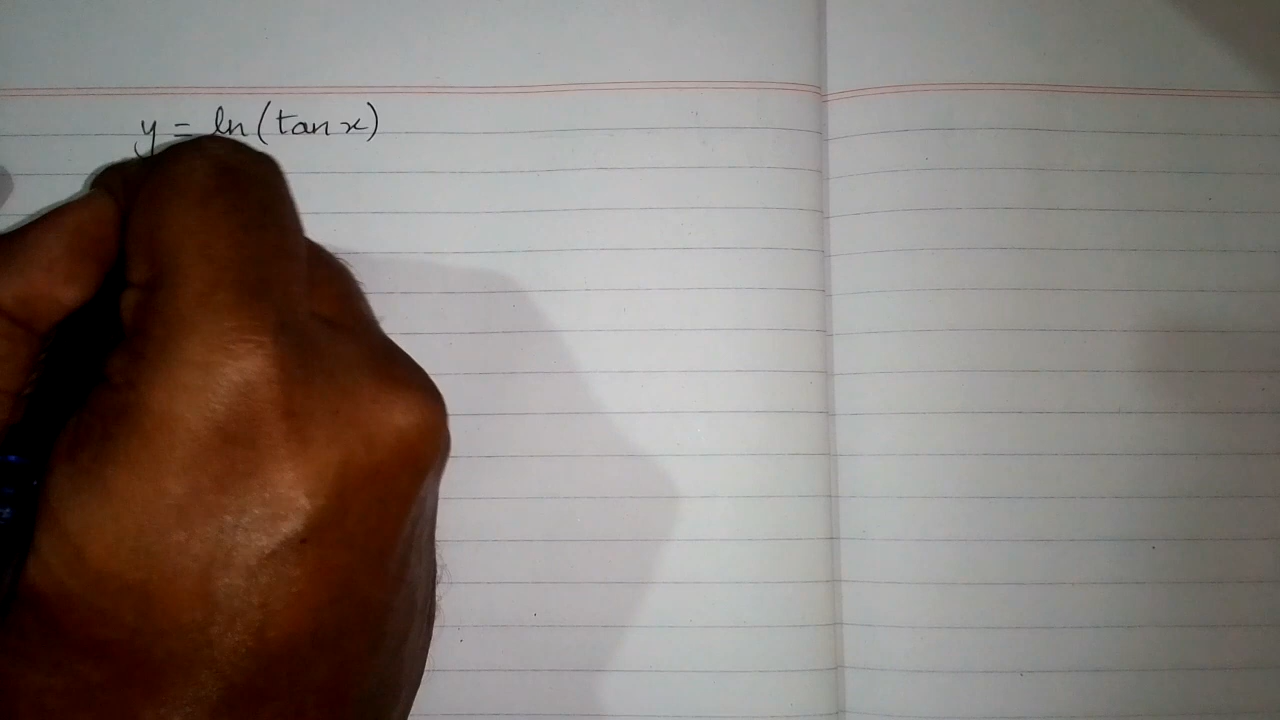 y = ln(tan x)